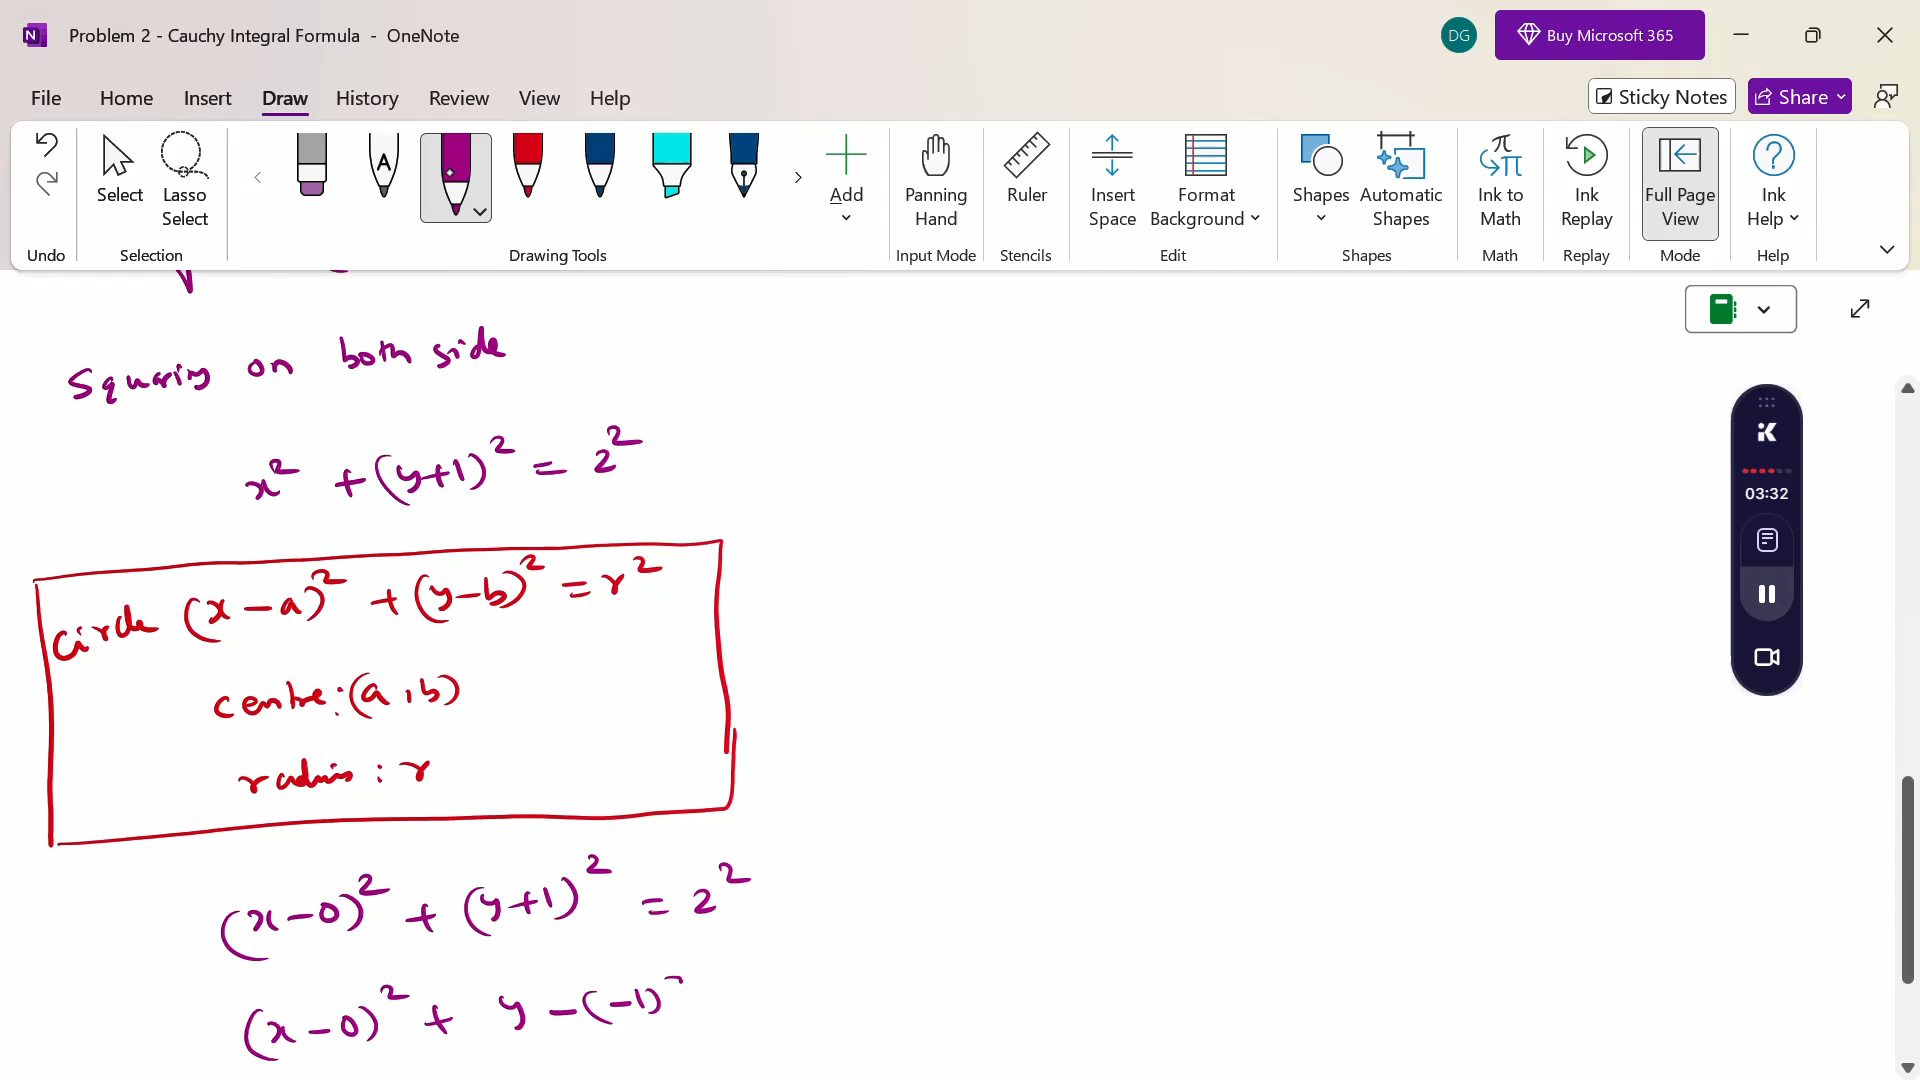 Problem 2 - Cauchy Integral Formula - OneNote
DG
Buy Microsoft 365
File Home Insert Draw History Review View Help
Sticky Notes
Share
Select
Lasso Select
A
Add
Panning Hand
Ruler
Insert Space
Format Background
Shapes
Automatic Shapes
Ink to Math
Ink Replay
Full Page View
Ink Help
Undo Selection Drawing Tools Input Mode Stencils Edit Shapes Math Replay Mode Help
Squaring on both side
x² + (y+1)² = 2²
Circle (x-a)² + (y-b)² = r²
centre : (a, b)
radius : r
(x-0)² + (y+1)² = 2²
(x-0)² + y -(-1)
03:32